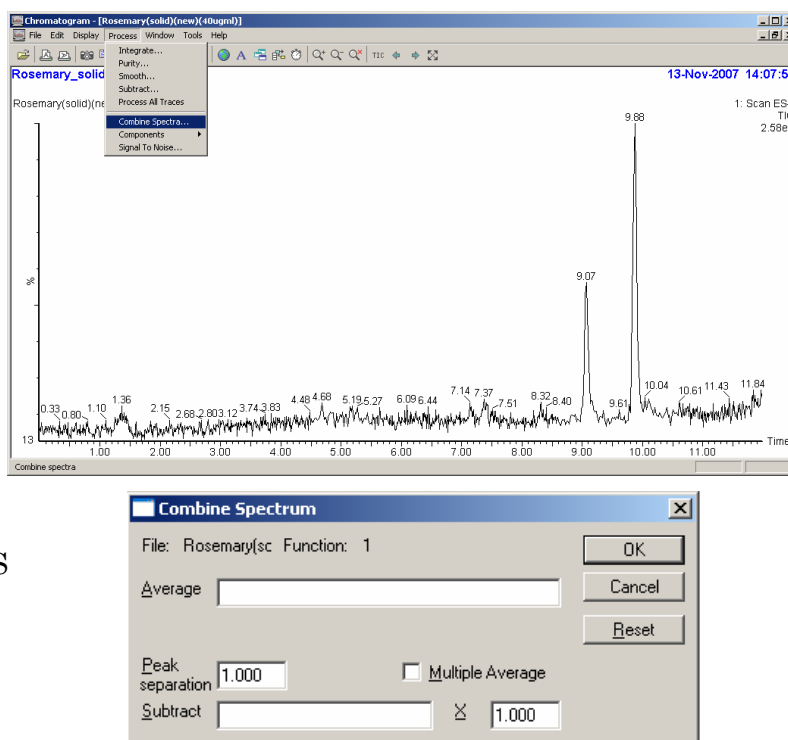 Chromatogram - [Rosemary(solid)(new)(40ugml)]
File Edit Display Process Window Tools Help
TIC
Integrate...
Purity...
Smooth...
Subtract...
Process All Traces
Combine Spectra...
Components
Signal To Noise...
Rosemary_solid
13-Nov-2007 14:07:5
Rosemary(solid)(ne
1: Scan ES-
TIC
2.58e
%
13
9.88
9.07
0.33 0.80 1.10 1.36 2.15 2.68 2.80 3.12 3.74 3.83 4.48 4.68 5.19 5.27 6.09 6.44 7.14 7.37 7.51 8.32 8.40 9.61 10.04 10.61 11.43 11.84
1.00 2.00 3.00 4.00 5.00 6.00 7.00 8.00 9.00 10.00 11.00
Time
Combine spectra
s
Combine Spectrum
File: Rosemary(sc Function: 1
OK
Average
Cancel
Reset
Peak separation 1.000
Multiple Average
Subtract
X 1.000